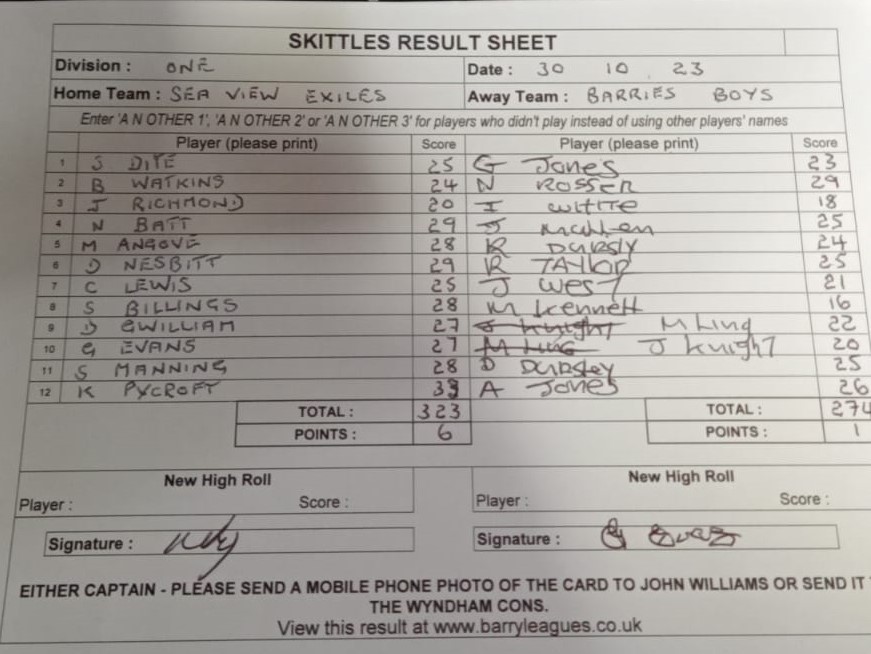 SKITTLES RESULT SHEET
Division : ONE Date : 30 10 23
Home Team : SEA VIEW EXILES Away Team : BARRIES BOYS
Enter 'A N OTHER 1', 'A N OTHER 2' or 'A N OTHER 3' for players who didn't play instead of using other players' names
Player (please print) Score Player (please print) Score
1 S DITE 25 G Jones 23
2 B WATKINS 24 N ROSSER 29
3 J RICHMOND 20 I WHITE 18
4 N BATT 29 J 25
5 M ANGOVE 28 R DURSLY 24
6 D NESBITT 29 R TAYLOR 25
7 C LEWIS 25 J West 21
8 S BILLINGS 28 M Kennett 16
9 D GWILLIAM 27 J Knight M Ling 22
10 G EVANS 27 M Ling J Knight 20
11 S MANNING 28 D DURSLEY 25
12 K PYCROFT 33 A Jones 26
TOTAL : 323 TOTAL : 274
POINTS : 6 POINTS : 1
New High Roll New High Roll
Player : Score : Player : Score :
Signature : Signature :
EITHER CAPTAIN - PLEASE SEND A MOBILE PHONE PHOTO OF THE CARD TO JOHN WILLIAMS OR SEND IT
THE WYNDHAM CONS.
View this result at www.barryleagues.co.uk